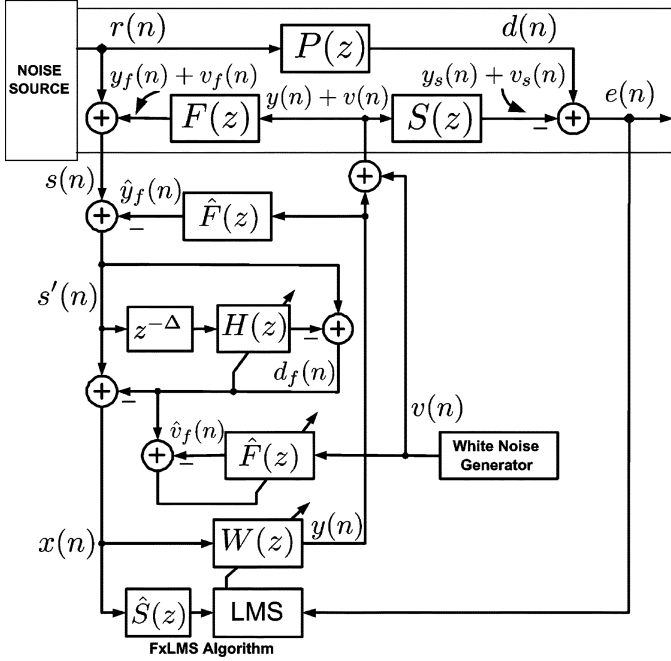 NOISE
SOURCE
r(n)
P(z)
d(n)
y_f(n) + v_f(n)
y(n) + v(n)
y_s(n) + v_s(n)
e(n)
F(z)
S(z)
+
+
−
+
s(n)
ŷ_f(n)
F̂(z)
+
−
s′(n)
z^{−Δ}
H(z)
+
−
d_f(n)
+
−
v̂_f(n)
F̂(z)
+
−
v(n)
White Noise
Generator
x(n)
W(z)
y(n)
Ŝ(z)
LMS
FxLMS Algorithm